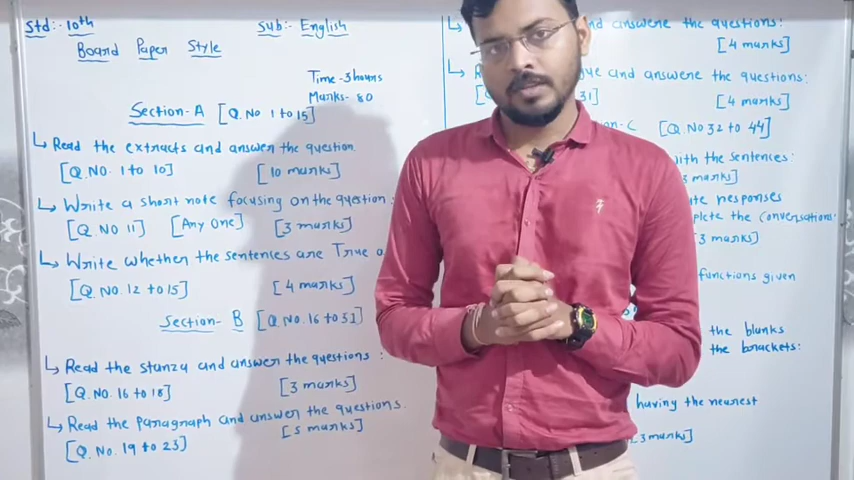 Std:- 10th
Sub:- English
Board Paper Style
Time - 3 hours
Marks - 80
Section - A [Q. No 1 to 15]
Read the extracts and answer the question
[Q. NO. 1 to 10] [10 marks]
Write a short note focusing on the question.
[Q. NO 11] [Any One] [3 marks]
Write whether the sentences are True
[Q. NO. 12 to 15] [4 marks]
Section - B [Q.NO. 16 to 31]
Read the stanza and answer the questions:
[Q. NO. 16 to 18] [3 marks]
Read the Paragraph and answer the questions.
[Q. No. 19 to 23] [5 marks]
and answere the questions:
[4 marks]
and answere the questions:
31] [4 marks]
[Q.NO 32 to 44]
with the sentences:
marks]
responses
the conversations:
[3 marks]
functions given
the blunks
the brackets:
having the nearest
[3 marks]